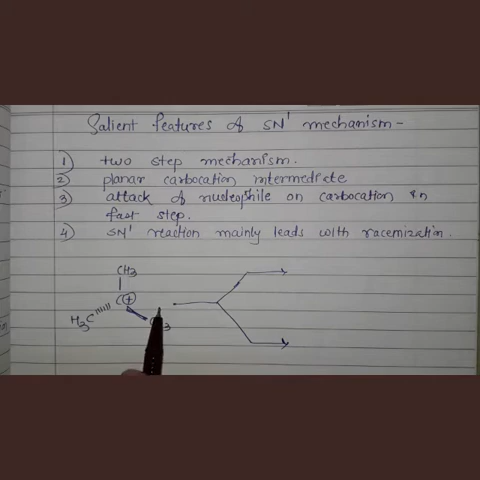 Salient features of SN' mechanism-
1) two step mechanism.
2) planar carbocation intermediate
3) attack of nucleophile on carbocation in
fast step.
4) SN' reaction mainly leads with racemization.
CH3
C+
H3C